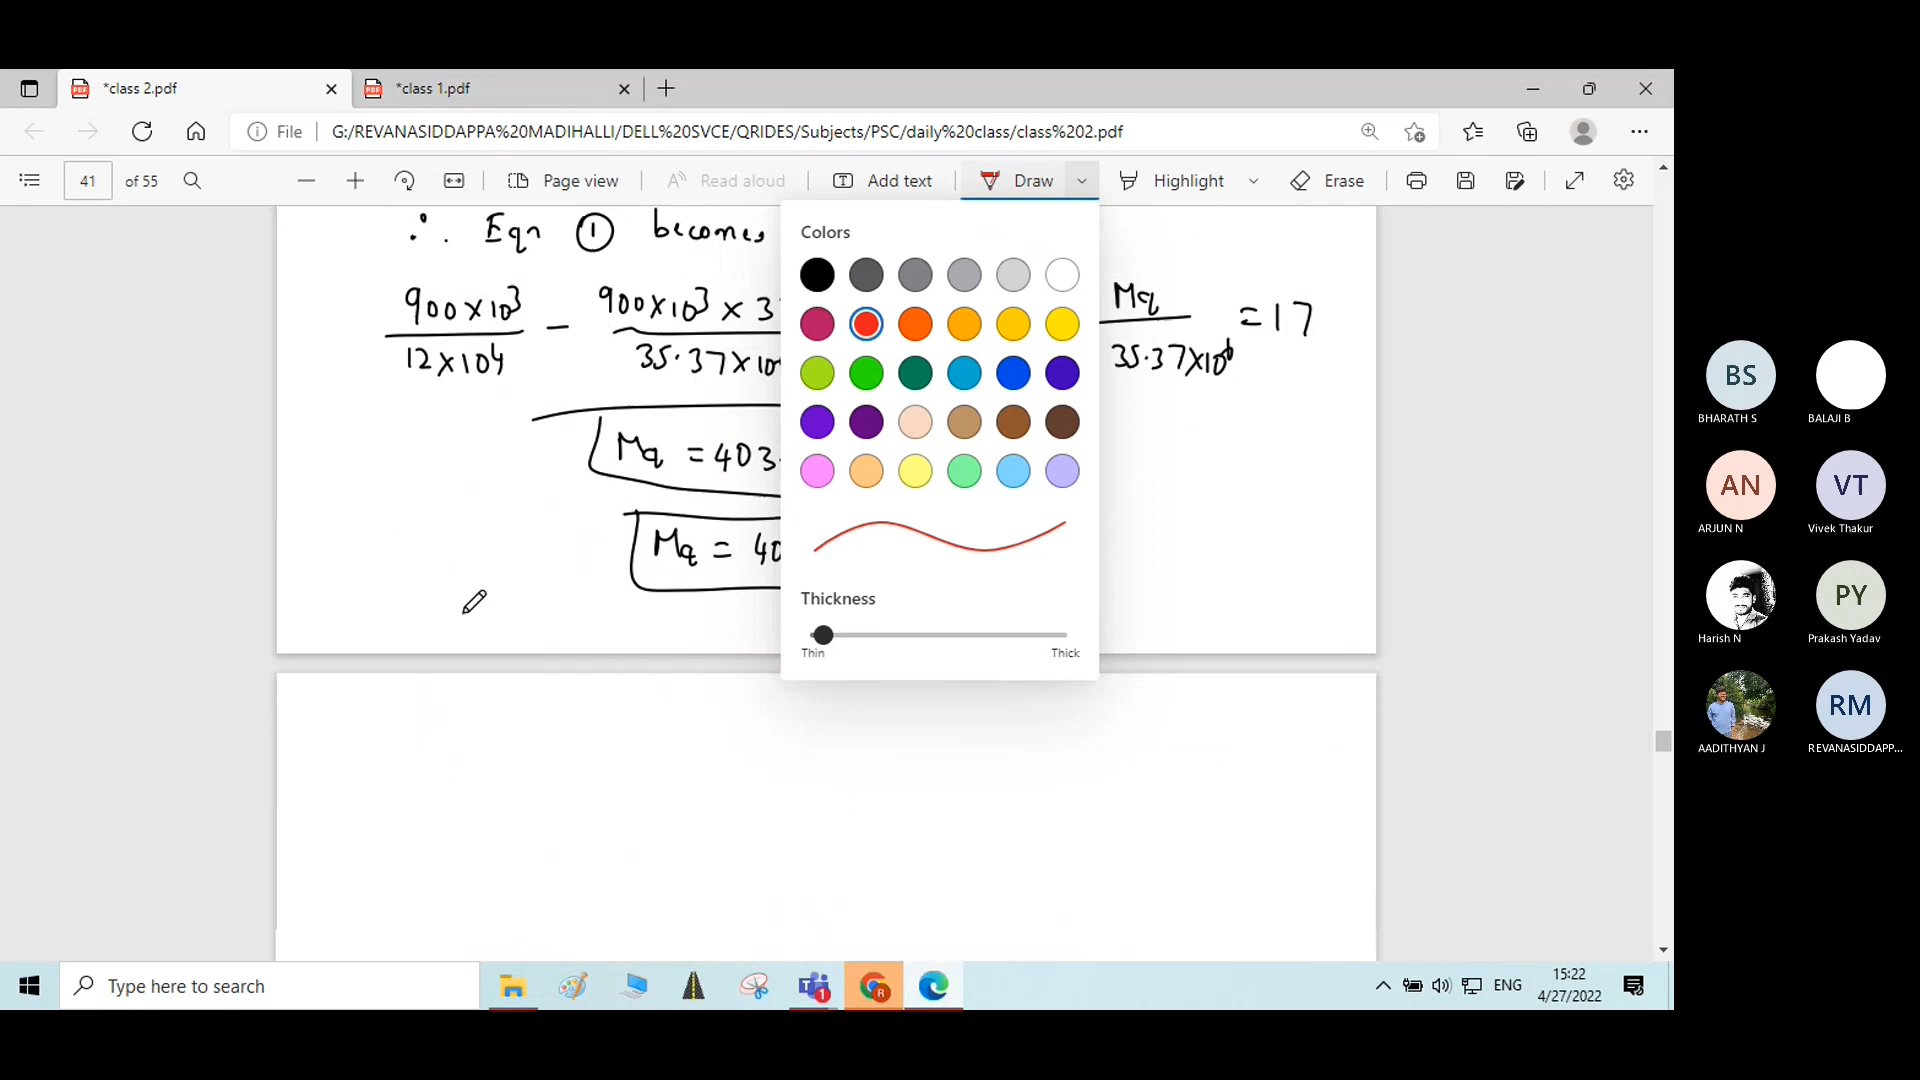 *class 2.pdf
*class 1.pdf
File G:/REVANASIDDAPPA%20MADIHALLI/DELL%20SVCE/QRIDES/Subjects/PSC/daily%20class/class%202.pdf
41 of 55 Page view Read aloud Add text Draw Highlight Erase
∴ Eqn ① becomes
900×10³ / 12×10⁴ − 900×10³ × 3 / 35.37×10 Mq / 35.37×10⁶ = 17
Mq = 403.
Mq = 40
Colors
Thickness
Thin Thick
BS VT
BHARATH S BALAJI B
AN
ARJUN N Vivek Thakur
PY
Harish N Prakash Yadav
RM
AADITHYAN J REVANASIDDAPP...
Type here to search
1
R
ENG
15:22
4/27/2022